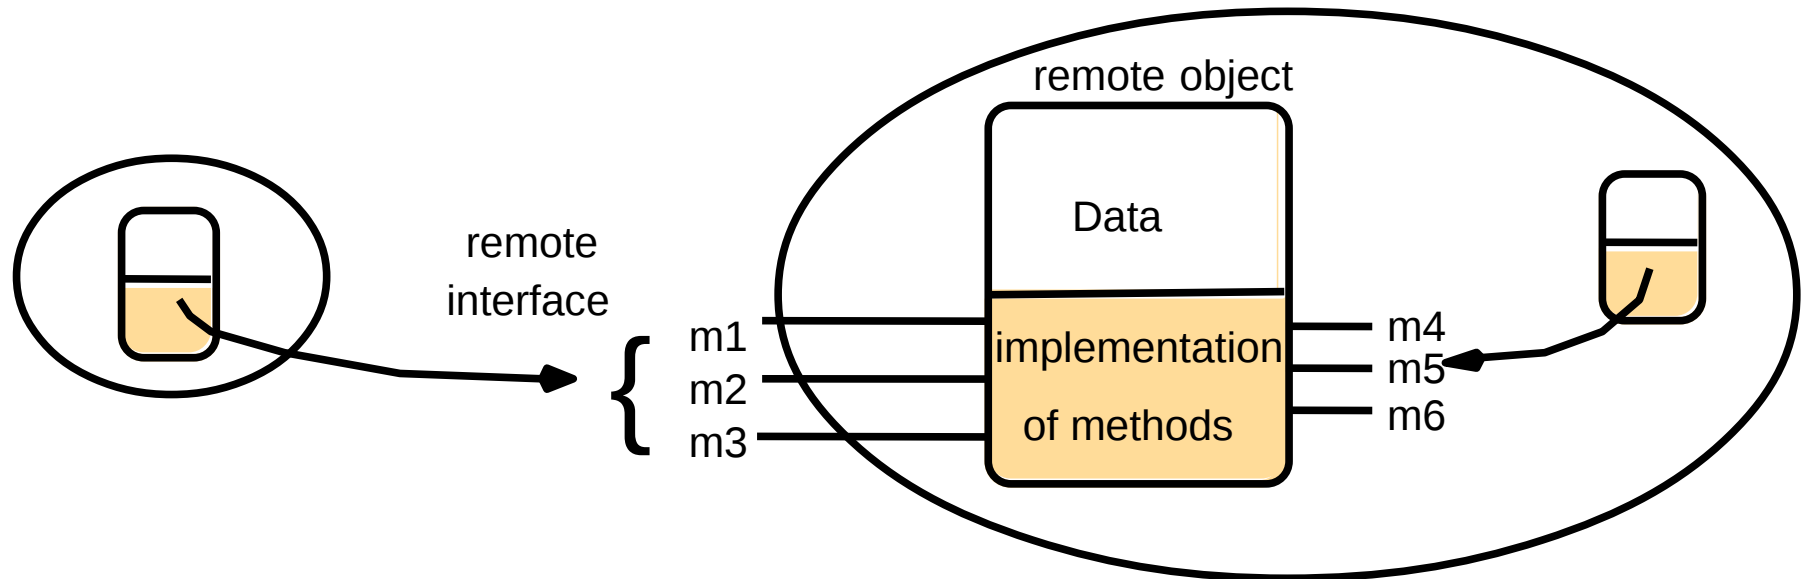 remote object
Data
remote
interface
{
m1
m2
m3
implementation
of methods
m4
m5
m6